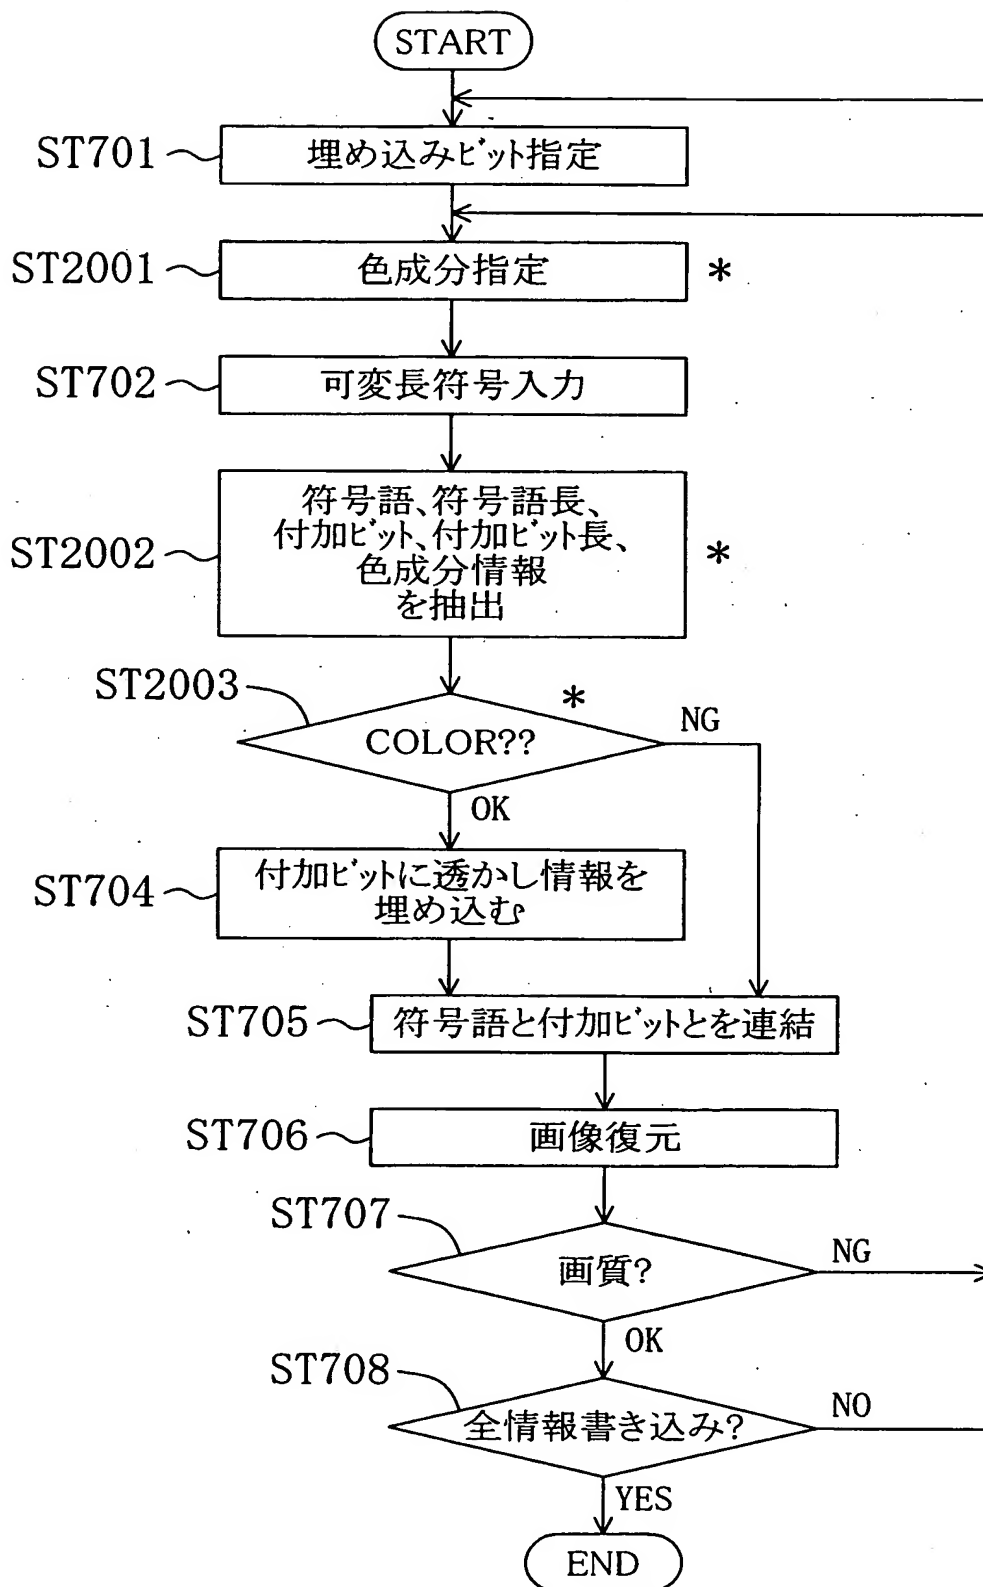 START
ST701
埋め込みビット指定
ST2001
色成分指定
*
ST702
可変長符号入力
ST2002
符号語、符号語長、
付加ビット、付加ビット長、
色成分情報
を抽出
*
ST2003
*
COLOR??
NG
OK
ST704
付加ビットに透かし情報を
埋め込む
ST705
符号語と付加ビットとを連結
ST706
画像復元
ST707
画質?
NG
OK
ST708
全情報書き込み?
NO
YES
END